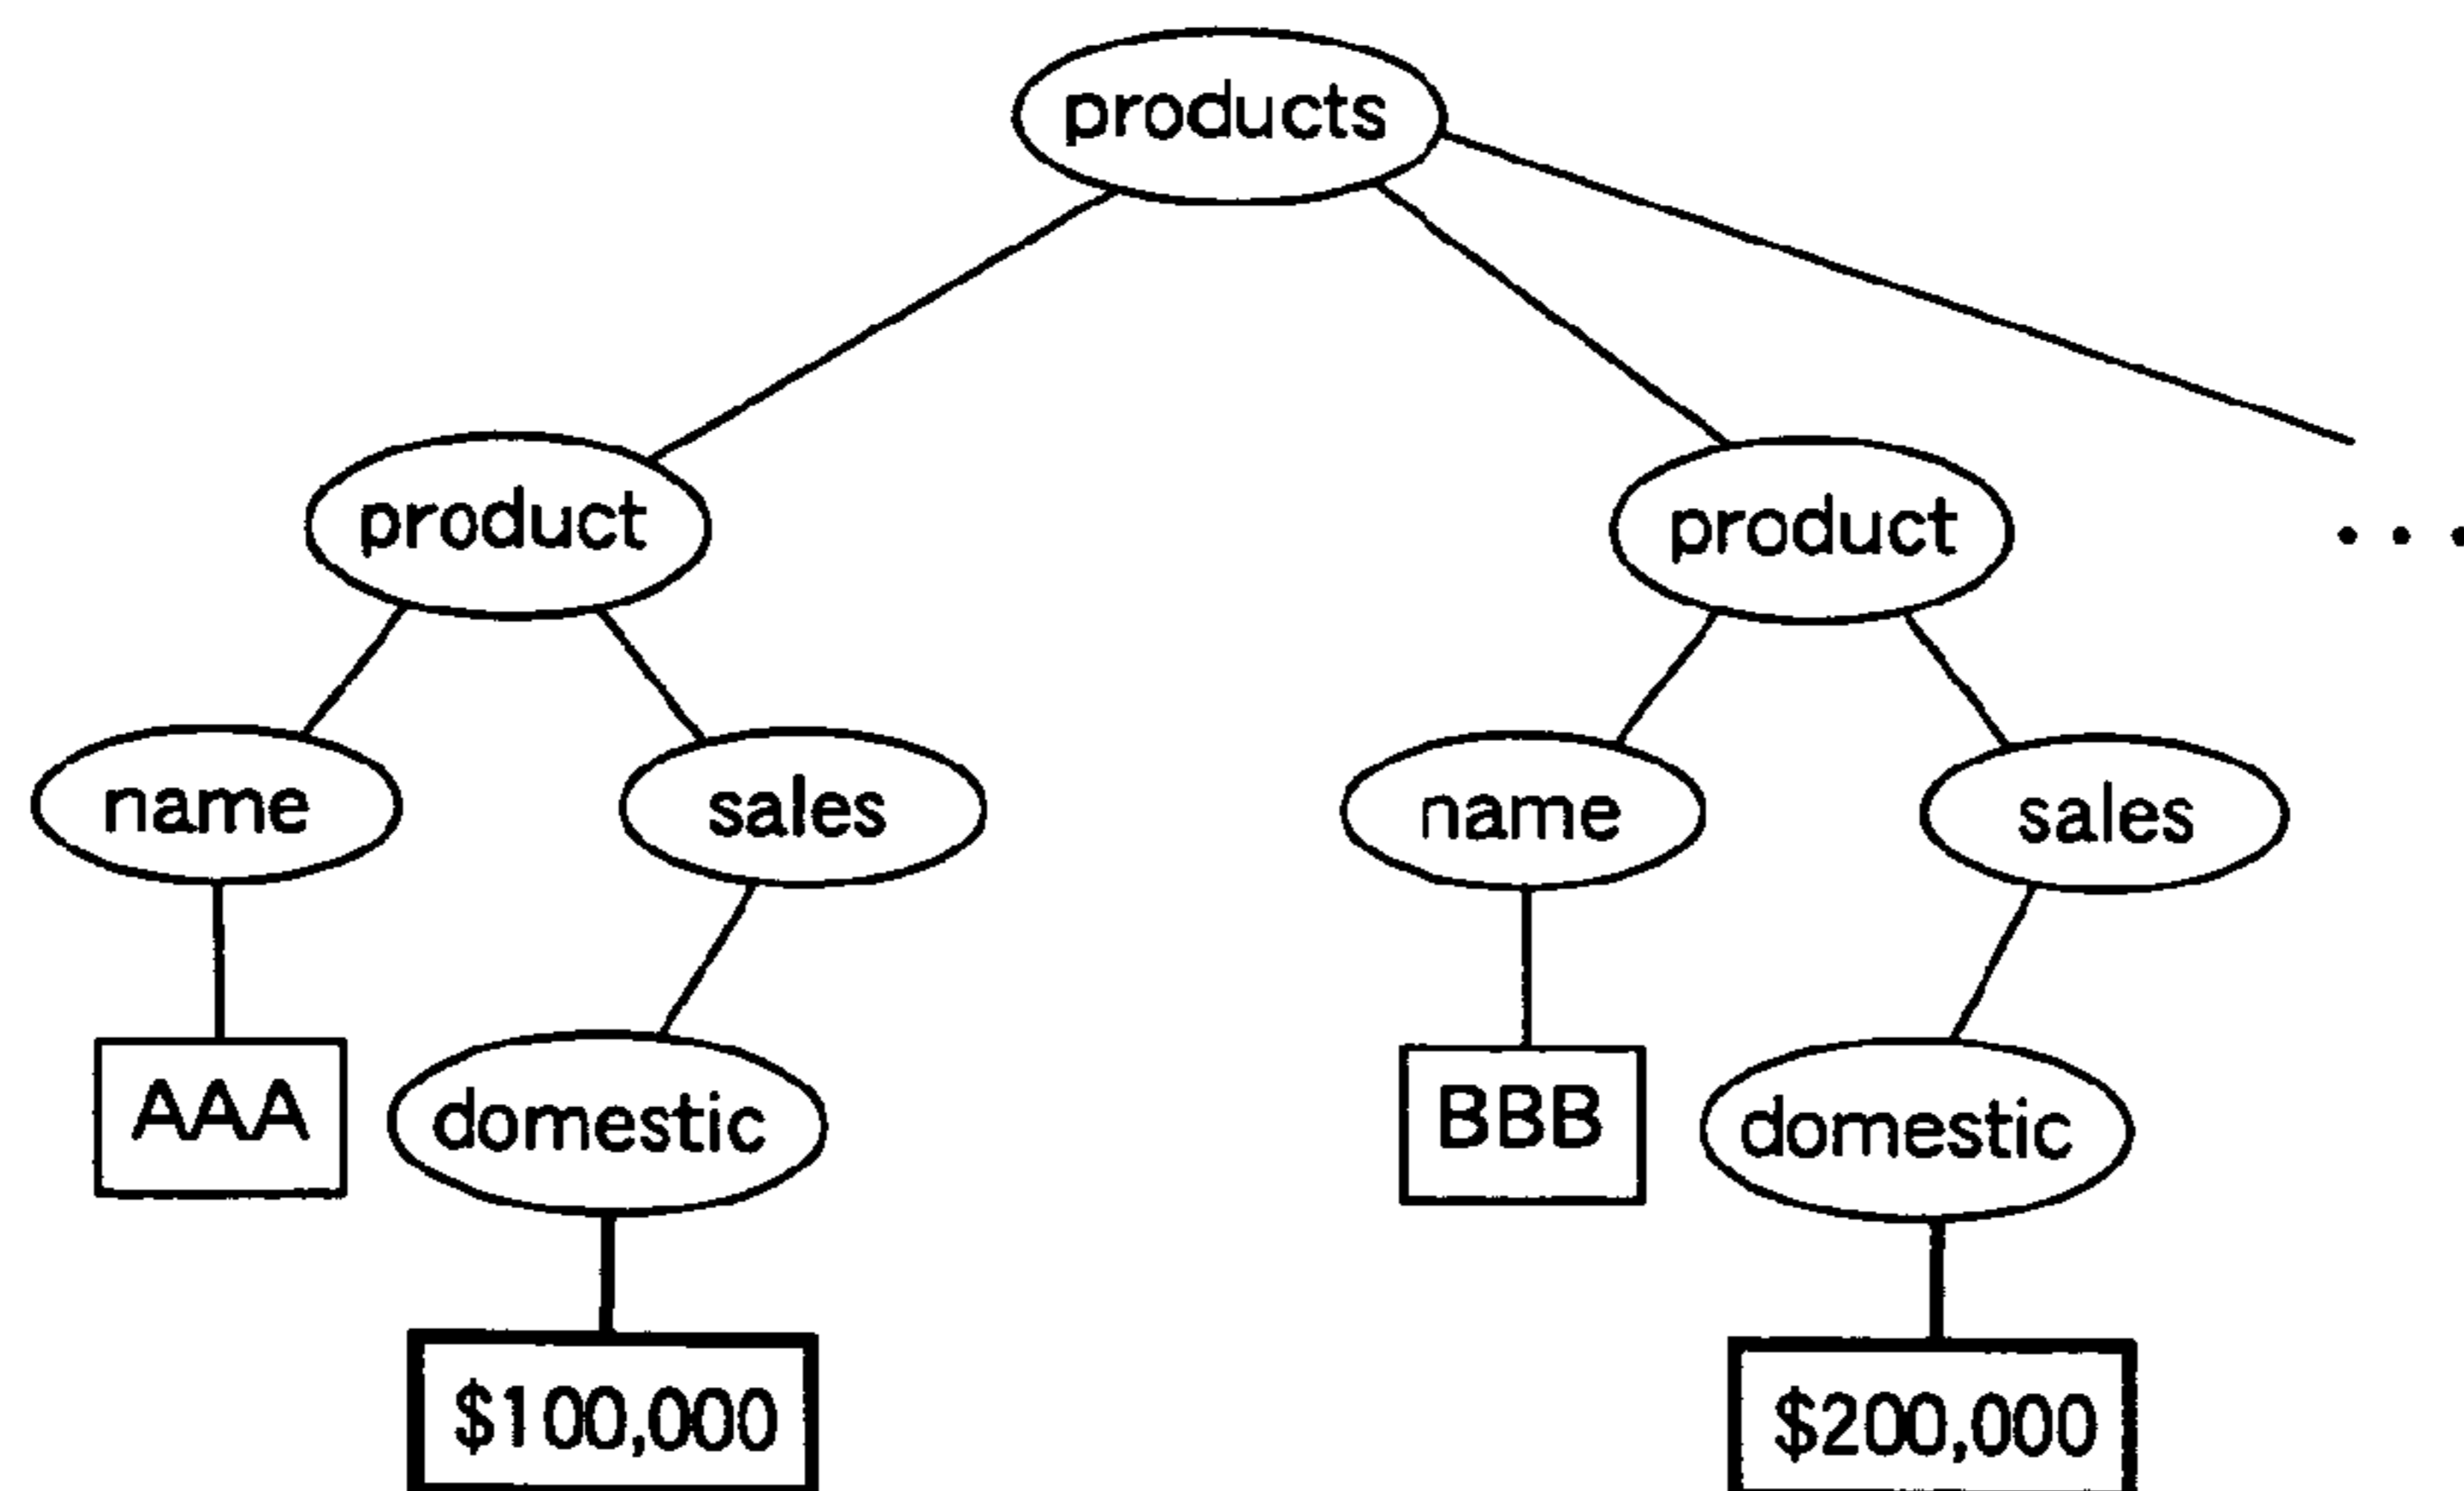 products
product product
. . .
name sales name sales
AAA domestic BBB domestic
$100,000 $200,000